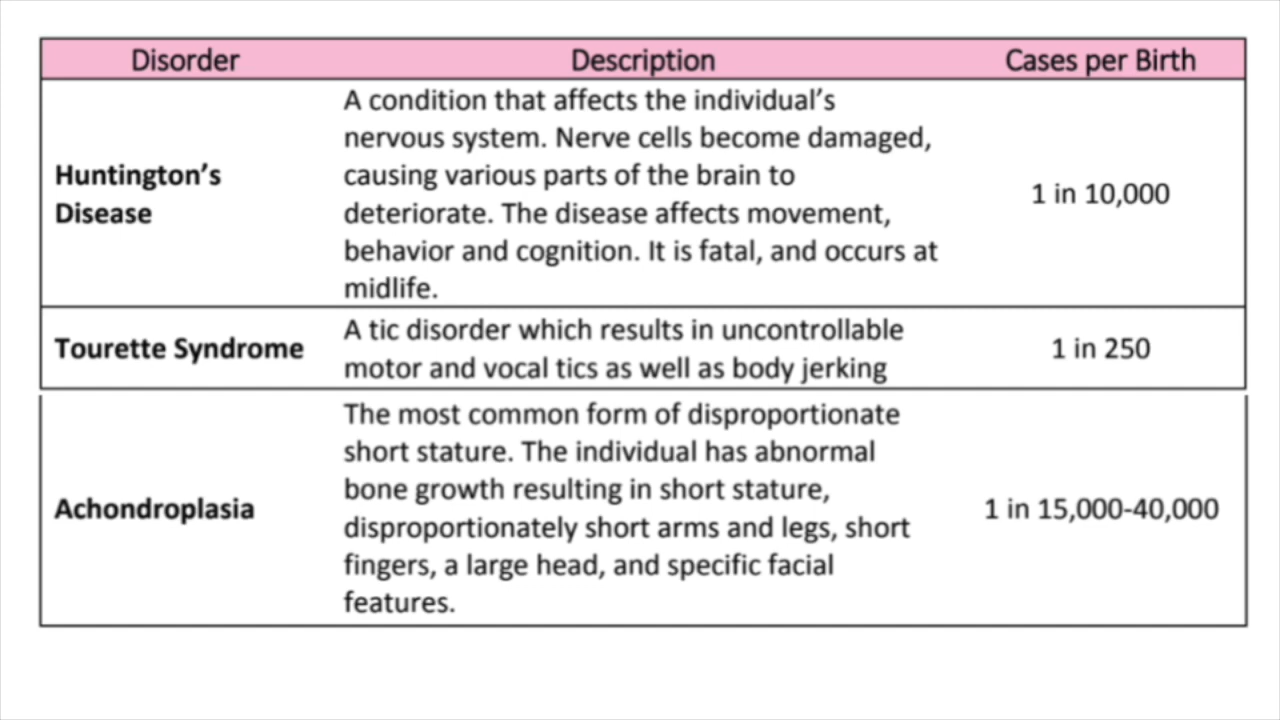 Disorder Description Cases per Birth
Huntington's
Disease
A condition that affects the individual's
nervous system. Nerve cells become damaged,
causing various parts of the brain to
deteriorate. The disease affects movement,
behavior and cognition. It is fatal, and occurs at
midlife.
1 in 10,000
Tourette Syndrome
A tic disorder which results in uncontrollable
motor and vocal tics as well as body jerking
1 in 250
Achondroplasia
The most common form of disproportionate
short stature. The individual has abnormal
bone growth resulting in short stature,
disproportionately short arms and legs, short
fingers, a large head, and specific facial
features.
1 in 15,000-40,000